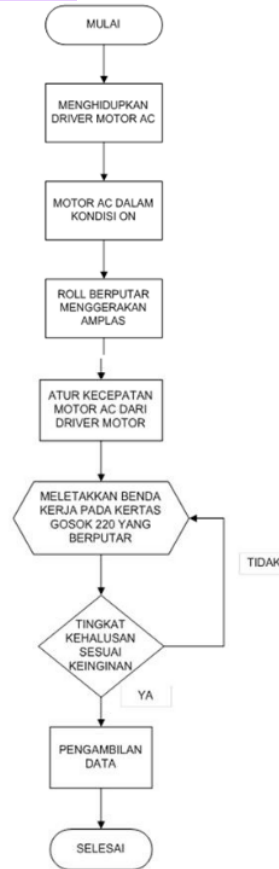 MULAI
MENGHIDUPKAN
DRIVER MOTOR AC
MOTOR AC DALAM
KONDISI ON
ROLL BERPUTAR
MENGGERAKAN
AMPLAS
ATUR KECEPATAN
MOTOR AC DARI
DRIVER MOTOR
MELETAKKAN BENDA
KERJA PADA KERTAS
GOSOK 220 YANG
BERPUTAR
TIDAK
TINGKAT
KEHALUSAN
SESUAI
KEINGINAN
YA
PENGAMBILAN
DATA
SELESAI